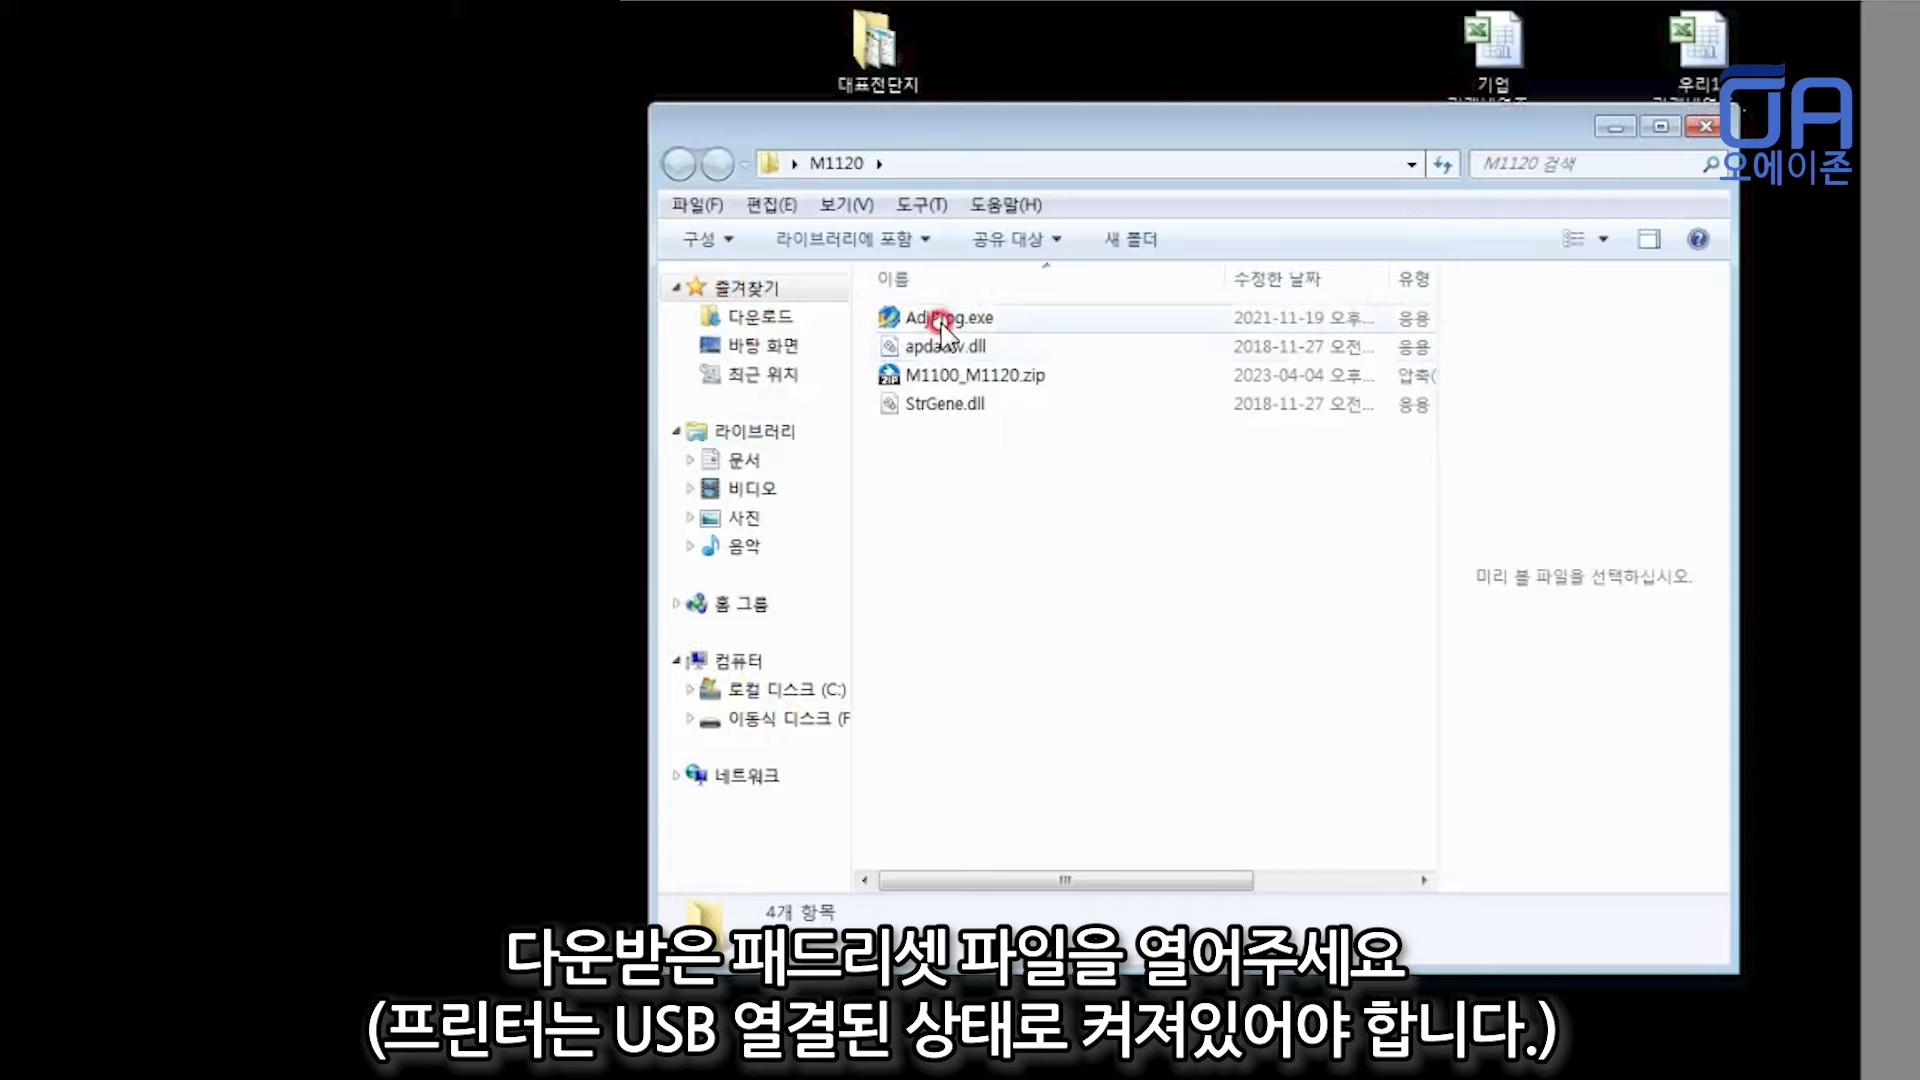 대표전단지
기업
우리1
OA
오에이존
M1120
M1120 검색
파일(F) 편집(E) 보기(V) 도구(T) 도움말(H)
구성 라이브러리에 포함 공유 대상 새 폴더
이름 수정한 날짜 유형
즐겨찾기
다운로드
바탕 화면
최근 위치
라이브러리
문서
비디오
사진
음악
홈 그룹
컴퓨터
로컬 디스크 (C:)
이동식 디스크 (F
네트워크
AdjProg.exe 2021-11-19 오후... 응용
2018-11-27 오전... 응용
M1100_M1120.zip 2023-04-04 오후... 압축(
StrGene.dll 2018-11-27 오전... 응용
미리 볼 파일을 선택하십시오.
4개 항목
다운받은 패드리셋 파일을 열어주세요
(프린터는 USB 열결된 상태로 켜져있어야 합니다.)